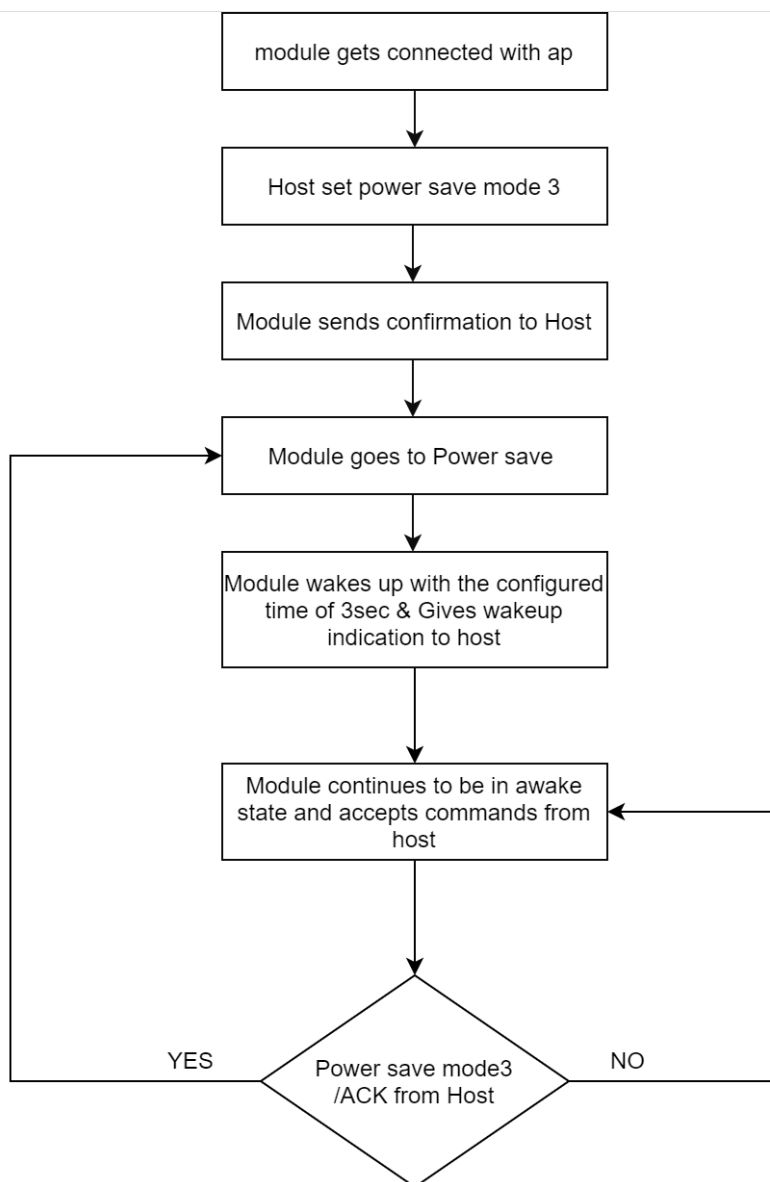 module gets connected with ap
Host set power save mode 3
Module sends confirmation to Host
Module goes to Power save
Module wakes up with the configured
time of 3sec & Gives wakeup
indication to host
Module continues to be in awake
state and accepts commands from
host
YES
Power save mode3
/ACK from Host
NO